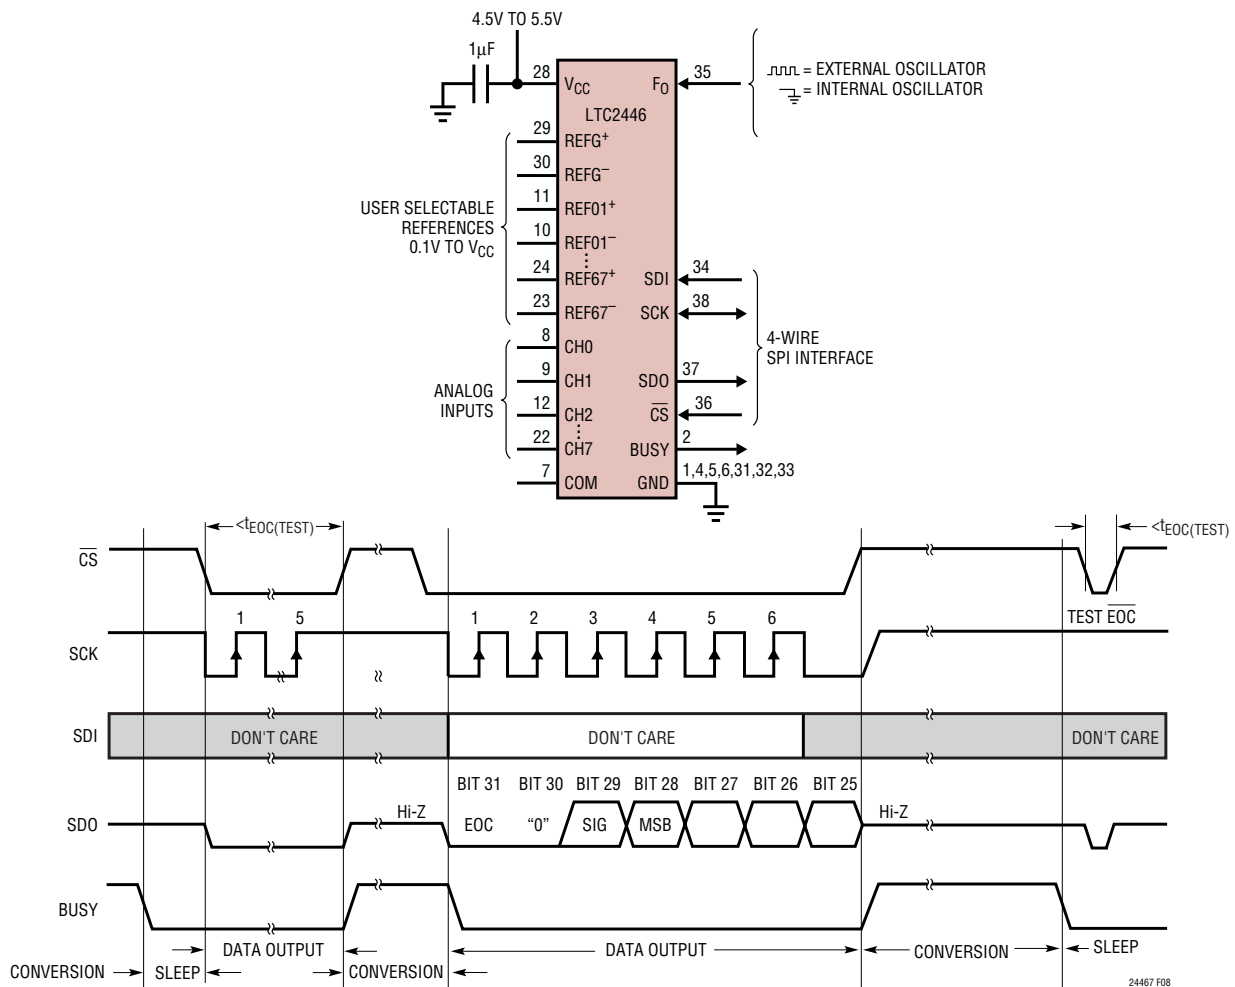 4.5V TO 5.5V
1µF
28
VCC
FO
35
= EXTERNAL OSCILLATOR
= INTERNAL OSCILLATOR
LTC2446
29
REFG+
30
REFG–
11
REF01+
10
REF01–
24
REF67+
23
REF67–
USER SELECTABLE
REFERENCES
0.1V TO VCC
8
CH0
9
CH1
12
CH2
22
CH7
7
COM
ANALOG
INPUTS
SDI
34
SCK
38
SDO
37
CS
36
BUSY
2
GND
1,4,5,6,31,32,33
4-WIRE
SPI INTERFACE
<tEOC(TEST)
<tEOC(TEST)
CS
TEST EOC
SCK
1
5
1
2
3
4
5
6
SDI
DON'T CARE
DON'T CARE
DON'T CARE
BIT 31
BIT 30
BIT 29
BIT 28
BIT 27
BIT 26
BIT 25
SDO
Hi-Z
EOC
“0”
SIG
MSB
Hi-Z
BUSY
DATA OUTPUT
DATA OUTPUT
CONVERSION
SLEEP
CONVERSION
SLEEP
CONVERSION
24467 F08